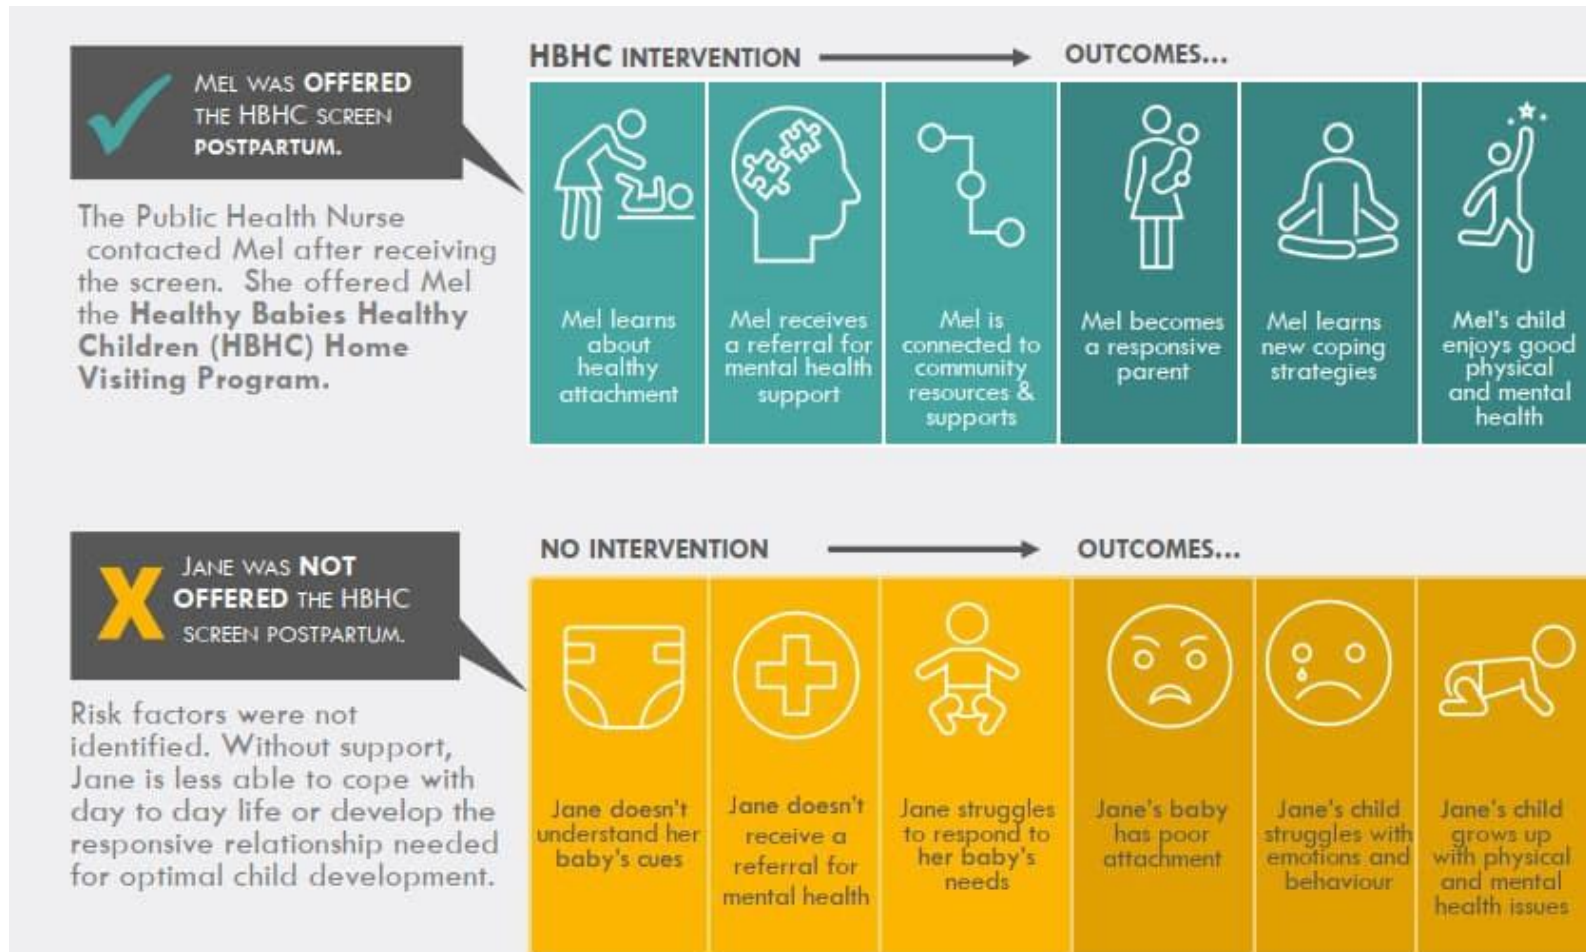 MEL WAS OFFERED
THE HBHC SCREEN
POSTPARTUM.
The Public Health Nurse
contacted Mel after receiving
the screen. She offered Mel
the Healthy Babies Healthy
Children (HBHC) Home
Visiting Program.
HBHC INTERVENTION
OUTCOMES...
Mel learns
about
healthy
attachment
Mel receives
a referral for
mental health
support
Mel is
connected to
community
resources &
supports
Mel becomes
a responsive
parent
Mel learns
new coping
strategies
Mel's child
enjoys good
physical
and mental
health
X
JANE WAS NOT
OFFERED THE HBHC
SCREEN POSTPARTUM.
Risk factors were not
identified. Without support,
Jane is less able to cope with
day to day life or develop the
responsive relationship needed
for optimal child development.
NO INTERVENTION
OUTCOMES...
Jane doesn't
understand her
baby's cues
Jane doesn't
receive a
referral for
mental health
Jane struggles
to respond to
her baby's
needs
Jane's baby
has poor
attachment
Jane's child
struggles with
emotions and
behaviour
Jane's child
grows up
with physical
and mental
health issues